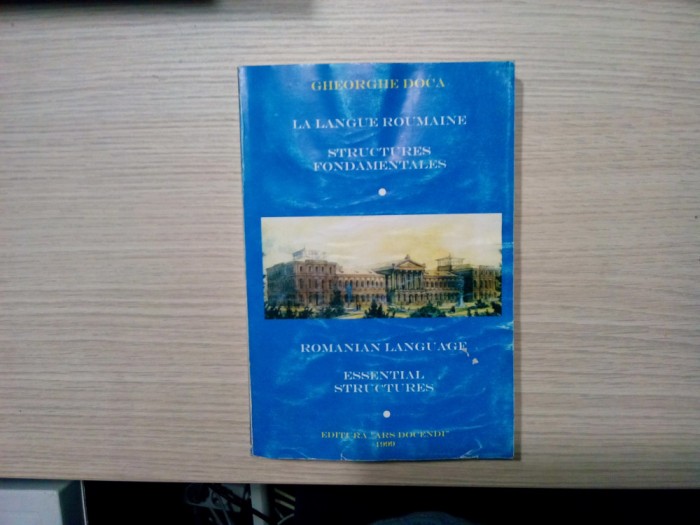 GHEORGHE DOCA
LA LANGUE ROUMAINE
STRUCTURES
FONDAMENTALES
ROMANIAN LANGUAGE
ESSENTIAL
STRUCTURES
EDITURA "ARS DOCENDI"
1999